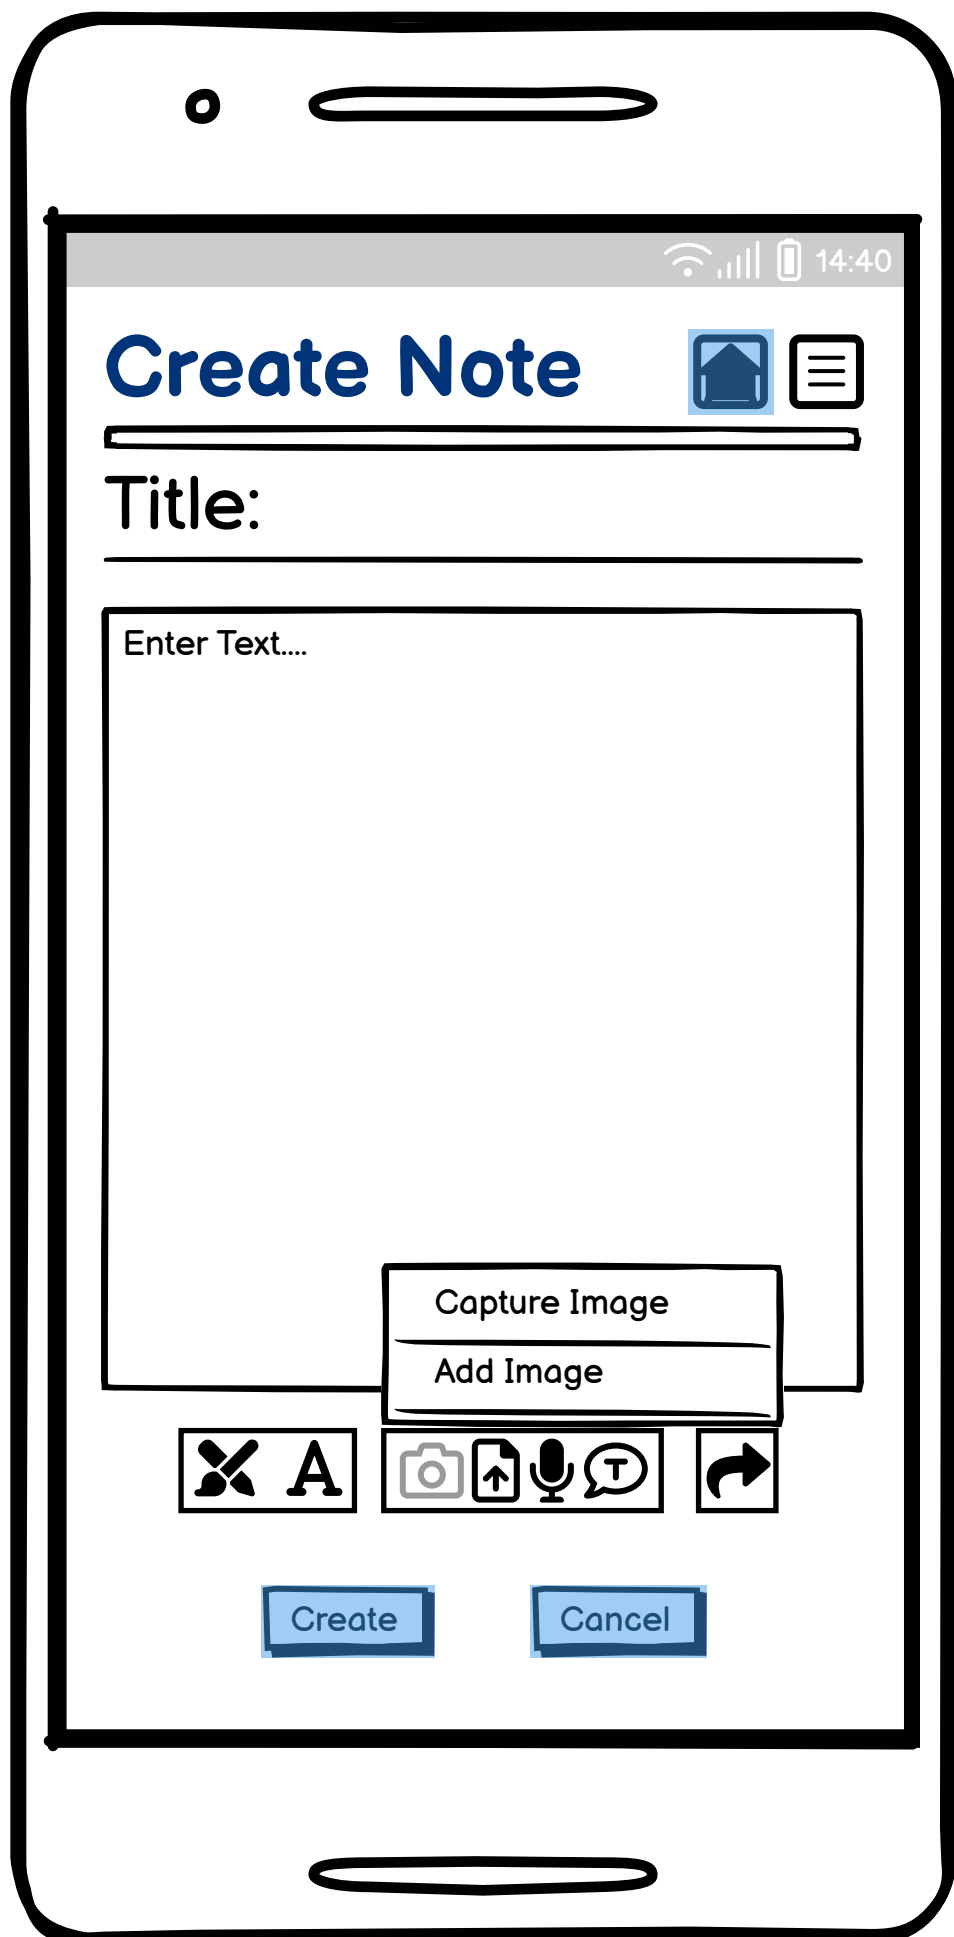 14:40
Create Note
Title:
Enter Text....
Capture Image
Add Image
A
T
Create
Cancel